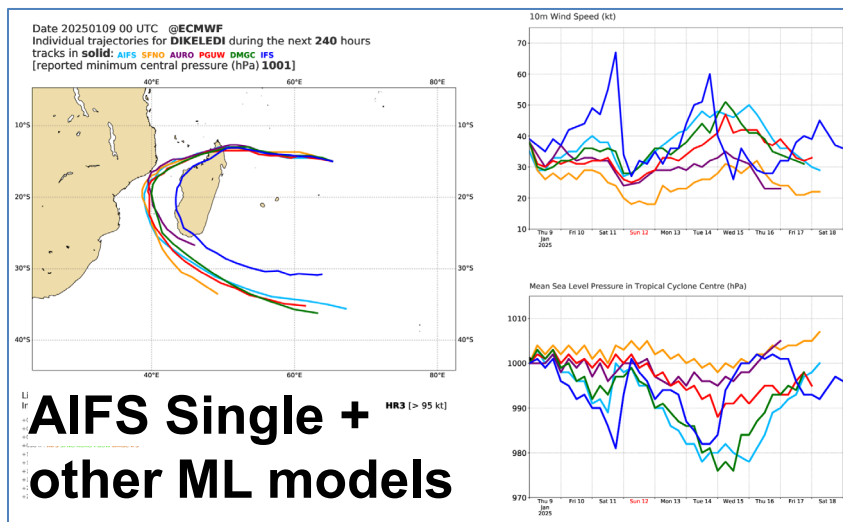 Date 20250109 00 UTC @ECMWF
Individual trajectories for DIKELEDI during the next 240 hours
tracks in solid: AIFS SFNO AURO PGUW DMGC IFS
[reported minimum central pressure (hPa) 1001]
40°E 60°E 80°E
10°S
20°S
30°S
40°S
40°E 60°E 80°E
HR3 [> 95 kt]
AIFS Single +
other ML models
10m Wind Speed (kt)
70
60
50
40
30
20
10
Thu 9 Fri 10 Sat 11 Sun 12 Mon 13 Tue 14 Wed 15 Thu 16 Fri 17 Sat 18
Jan
2025
Mean Sea Level Pressure in Tropical Cyclone Centre (hPa)
1010
1000
990
980
970
Thu 9 Fri 10 Sat 11 Sun 12 Mon 13 Tue 14 Wed 15 Thu 16 Fri 17 Sat 18
Jan
2025